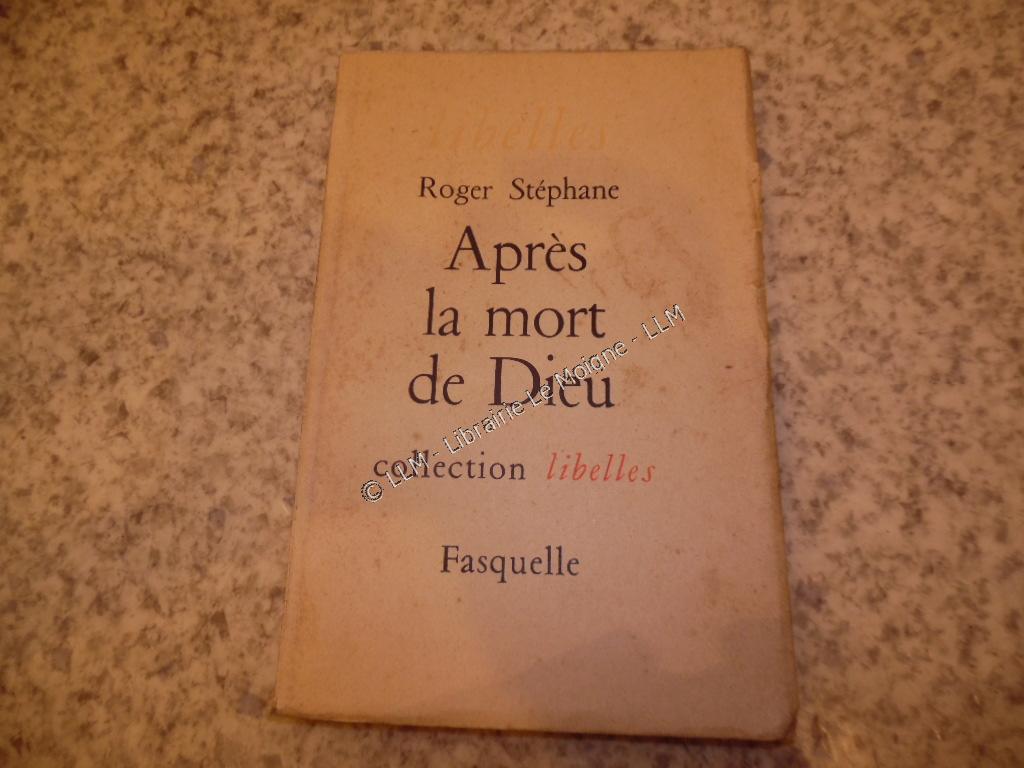 libelles
Roger Stéphane
Après
la mort
de Dieu
© LLM - Librairie Le Moigne - LLM
collection libelles
Fasquelle